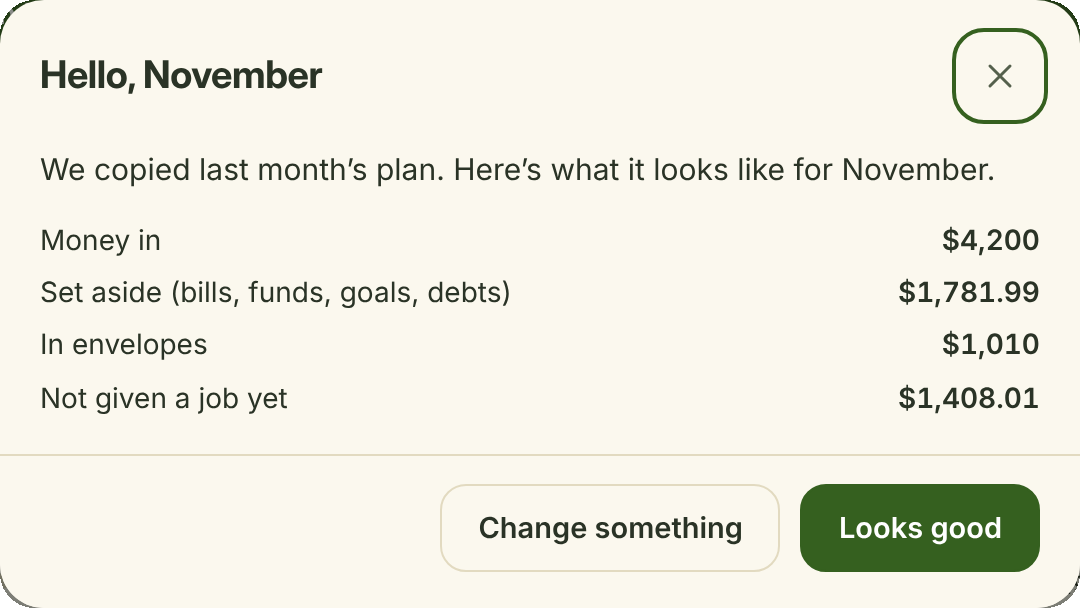 Hello, November
We copied last month’s plan. Here’s what it looks like for November.
Money in $4,200
Set aside (bills, funds, goals, debts) $1,781.99
In envelopes $1,010
Not given a job yet $1,408.01
Change something Looks good